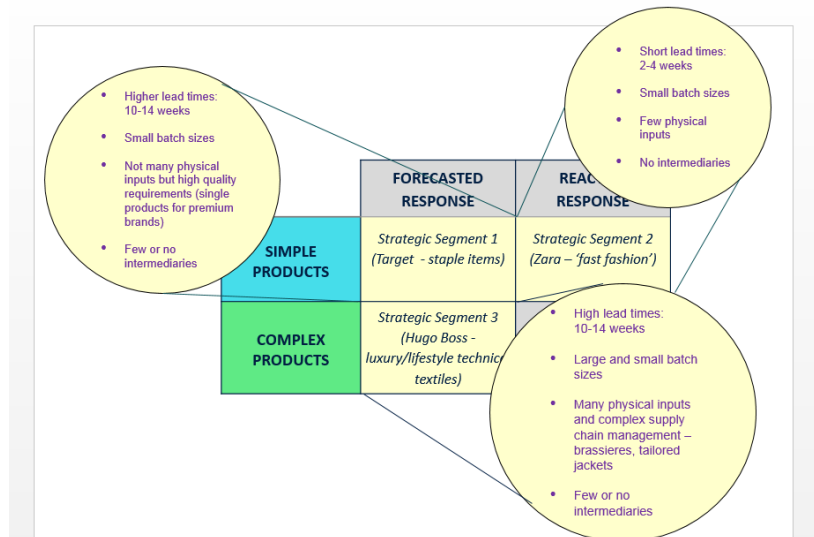 Higher lead times:
10-14 weeks
Small batch sizes
Not many physical
inputs but high quality
requirements (single
products for premium
brands)
Few or no
intermediaries
Short lead times:
2-4 weeks
Small batch sizes
Few physical
inputs
No intermediaries
FORECASTED
RESPONSE
RESPONSE
SIMPLE
PRODUCTS
Strategic Segment 1
(Target - staple items)
Strategic Segment 2
(Zara – ‘fast fashion’)
COMPLEX
PRODUCTS
Strategic Segment 3
(Hugo Boss -
luxury/lifestyle
textiles)
High lead times:
10-14 weeks
Large and small batch
sizes
Many physical inputs
and complex supply
chain management –
brassieres, tailored
jackets
Few or no
intermediaries